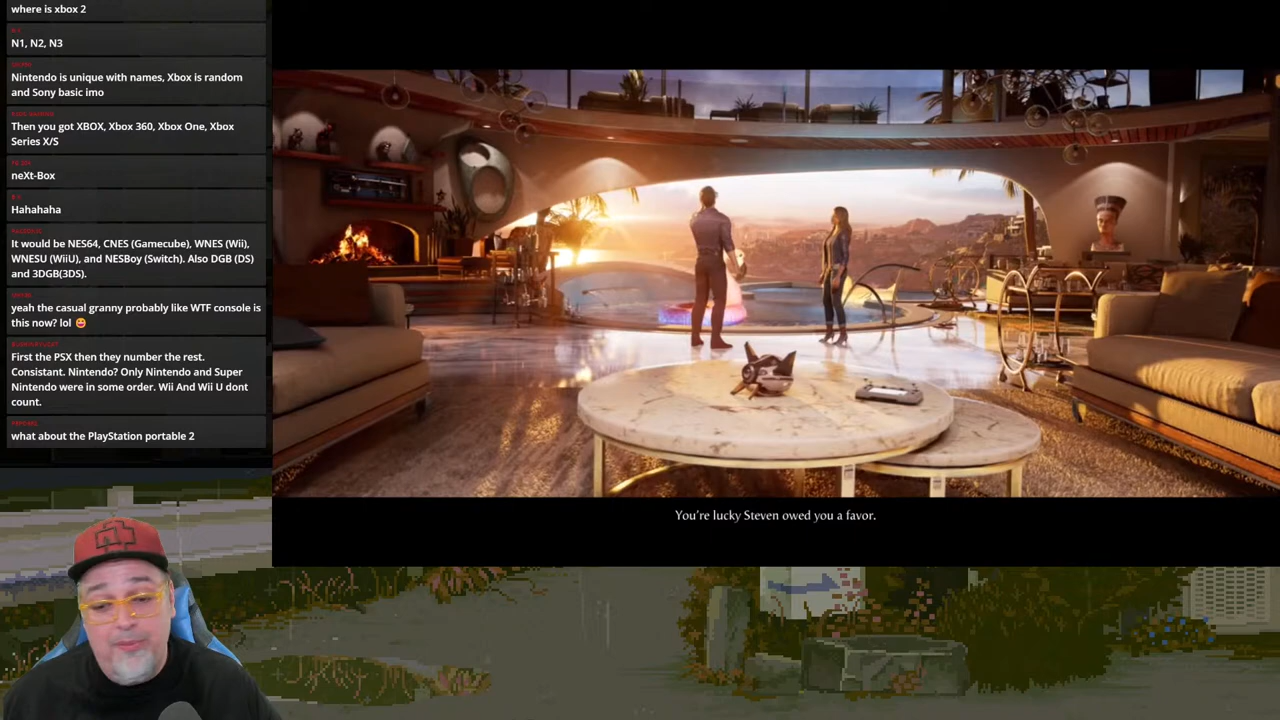 where is xbox 2
N1, N2, N3
Nintendo is unique with names, Xbox is random
and Sony basic imo
Then you got XBOX, Xbox 360, Xbox One, Xbox
Series X/S
neXt-Box
Hahahaha
It would be NES64, CNES (Gamecube), WNES (Wii),
WNESU (WiiU), and NESBoy (Switch). Also DGB (DS)
and 3DGB(3DS).
yeah the casual granny probably like WTF console is
this now? lol 😄
First the PSX then they number the rest.
Consistant. Nintendo? Only Nintendo and Super
Nintendo were in some order. Wii And Wii U dont
count.
what about the PlayStation portable 2
You're lucky Steven owed you a favor.